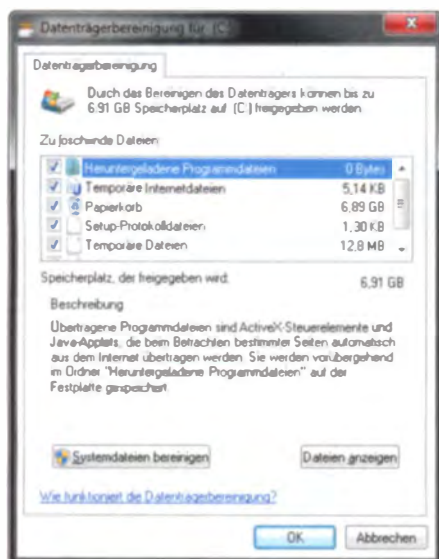 Datenträgerbereinigung für (C:)
Datenträgerbereinigung
Durch das Bereinigen des Datenträgers können bis zu
6.91 GB Speicherplatz auf (C:) freigegeben werden.
Zu löschende Dateien:
Heruntergeladene Programmdateien 0 Bytes
Temporäre Internetdateien 5,14 KB
Papierkorb 6,89 GB
Setup-Protokolldateien 1,30 KB
Temporäre Dateien 12,8 MB
Speicherplatz, der freigegeben wird: 6,91 GB
Beschreibung
Übertragene Programmdateien sind ActiveX-Steuerelemente und
Java-Applets, die beim Betrachten bestimmter Seiten automatisch
aus dem Internet übertragen werden. Sie werden vorübergehend
im Ordner "Heruntergeladene Programmdateien" auf der
Festplatte gespeichert.
Systemdateien bereinigen Dateien anzeigen
Wie funktioniert die Datenträgerbereinigung?
OK Abbrechen